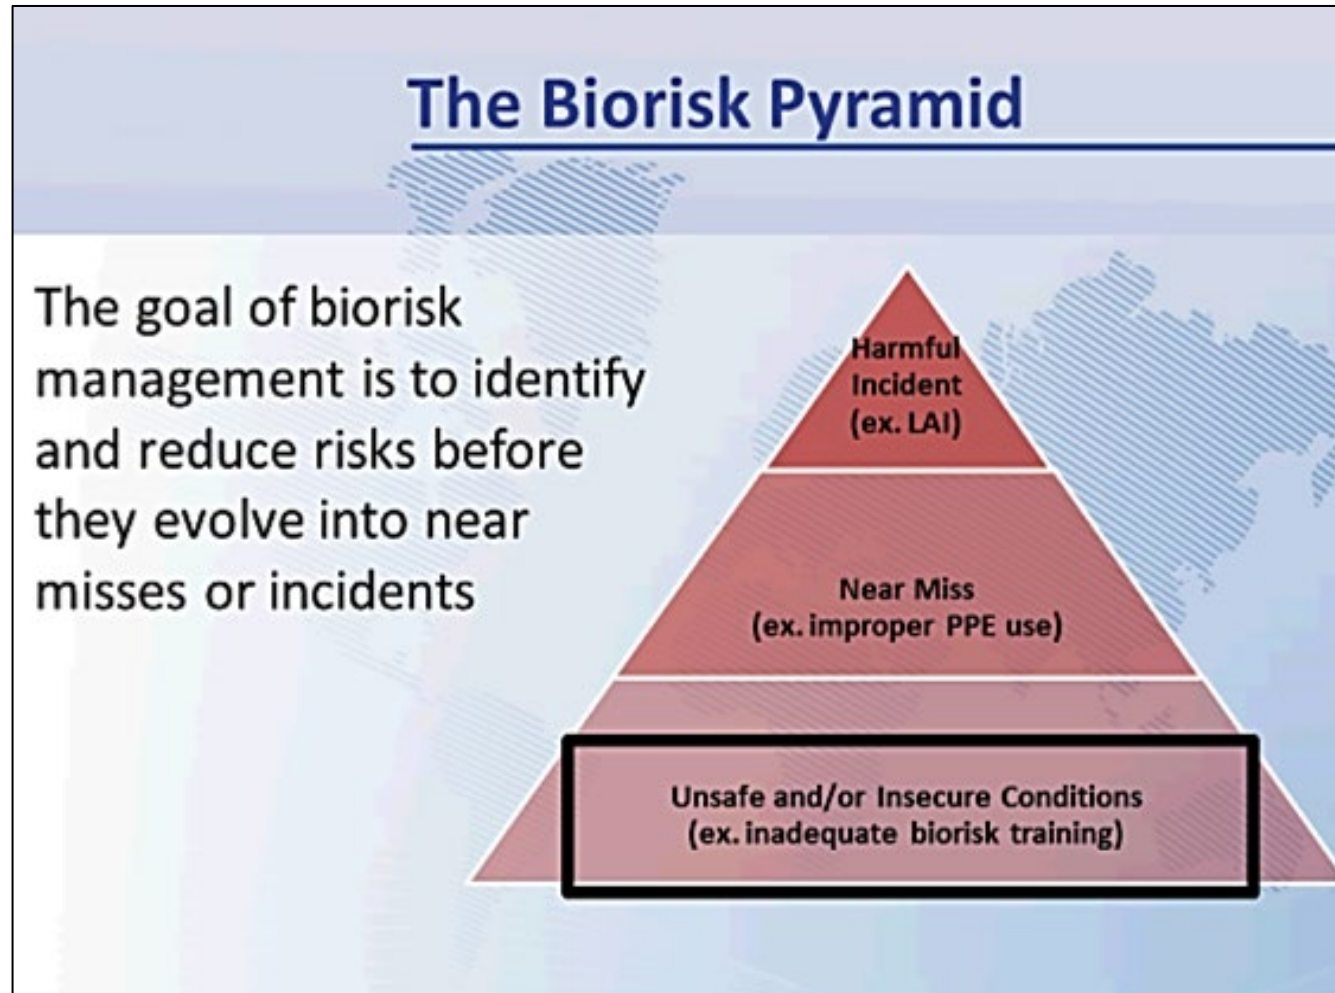 The Biorisk Pyramid
The goal of biorisk
management is to identify
and reduce risks before
they evolve into near
misses or incidents
Harmful
Incident
(ex. LAI)
Near Miss
(ex. improper PPE use)
Unsafe and/or Insecure Conditions
(ex. inadequate biorisk training)